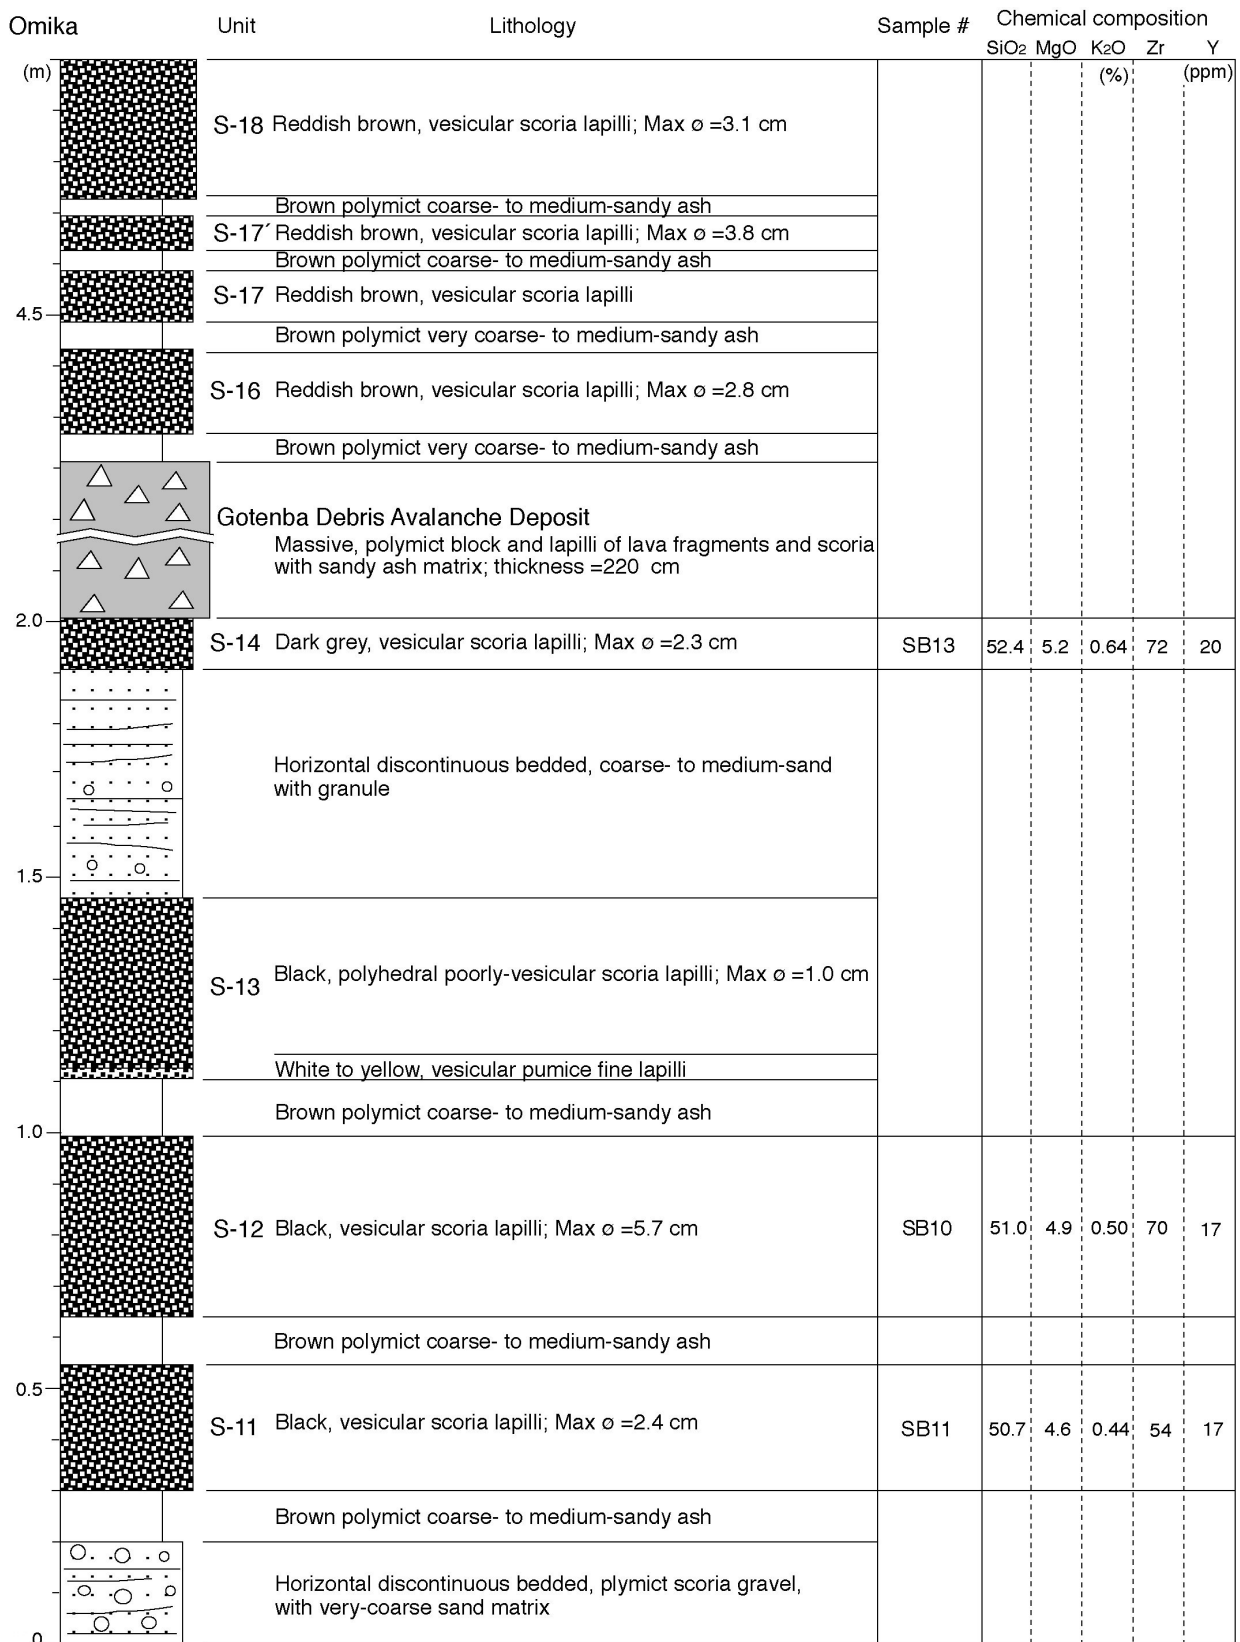 Omika Unit Lithology Sample # Chemical composition
SiO2 MgO K2O Zr Y
(m) (%) (ppm)
S-18 Reddish brown, vesicular scoria lapilli; Max ø =3.1 cm
Brown polymict coarse- to medium-sandy ash
S-17´ Reddish brown, vesicular scoria lapilli; Max ø =3.8 cm
Brown polymict coarse- to medium-sandy ash
S-17 Reddish brown, vesicular scoria lapilli
4.5
Brown polymict very coarse- to medium-sandy ash
S-16 Reddish brown, vesicular scoria lapilli; Max ø =2.8 cm
Brown polymict very coarse- to medium-sandy ash
Gotenba Debris Avalanche Deposit
Massive, polymict block and lapilli of lava fragments and scoria
with sandy ash matrix; thickness =220 cm
2.0
S-14 Dark grey, vesicular scoria lapilli; Max ø =2.3 cm SB13 52.4 5.2 0.64 72 20
Horizontal discontinuous bedded, coarse- to medium-sand
with granule
1.5
S-13 Black, polyhedral poorly-vesicular scoria lapilli; Max ø =1.0 cm
White to yellow, vesicular pumice fine lapilli
Brown polymict coarse- to medium-sandy ash
1.0
S-12 Black, vesicular scoria lapilli; Max ø =5.7 cm SB10 51.0 4.9 0.50 70 17
Brown polymict coarse- to medium-sandy ash
0.5
S-11 Black, vesicular scoria lapilli; Max ø =2.4 cm SB11 50.7 4.6 0.44 54 17
Brown polymict coarse- to medium-sandy ash
Horizontal discontinuous bedded, plymict scoria gravel,
with very-coarse sand matrix
0